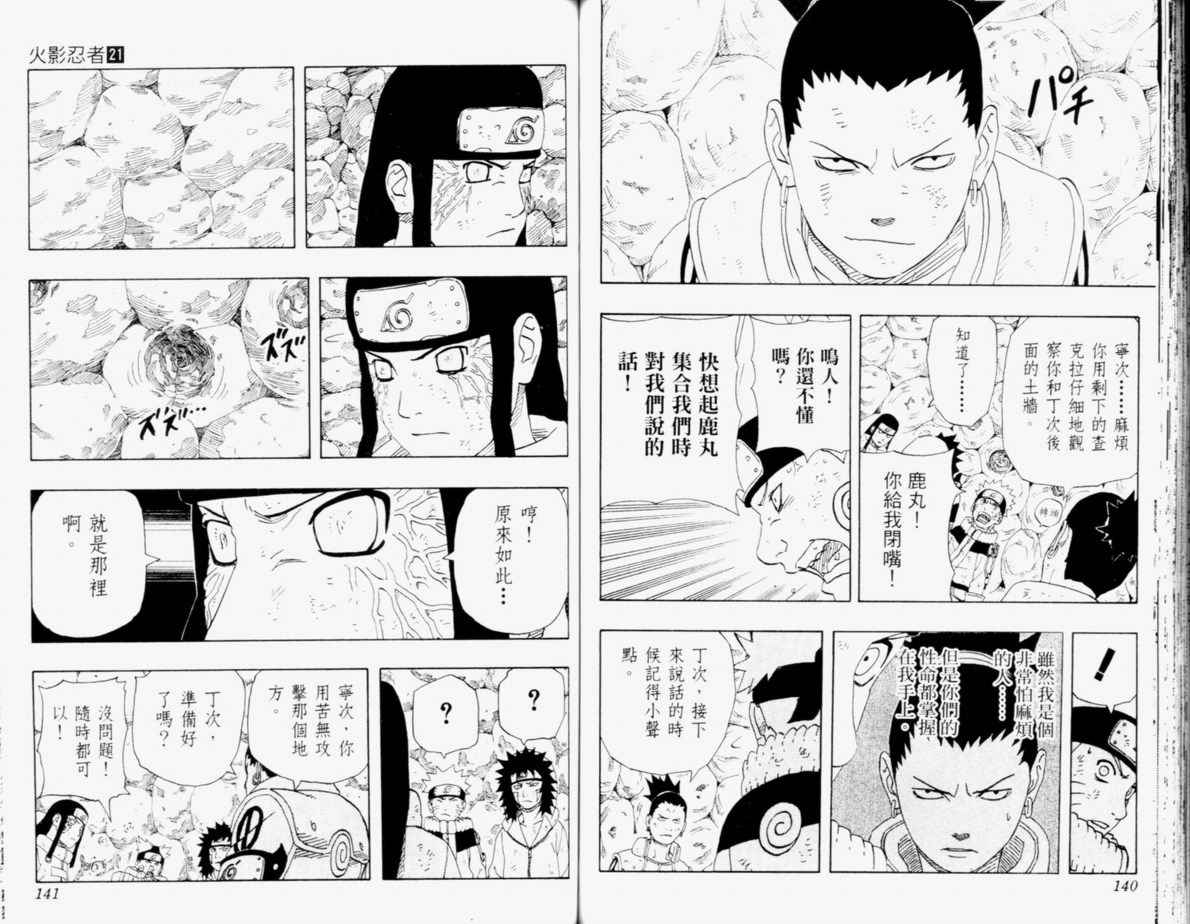 パチ
寧次……麻煩
你用剩下的查
克拉仔細地觀
察你和丁次後
面的土牆。
知道了……
鹿丸！
你給我閉嘴！
鳴人！
你還不懂
嗎？
快想起鹿丸
集合我們時
對我們說的
話！
！
雖然我是個
非常怕麻煩
的人……
但是你們的
性命都掌握
在我手上。
丁次，接下
來說話的時
候記得小聲
點。
140
火影忍者21
ズズ
ズズ…
哼！
原來如此…
就是那裡
啊。
？
？
寧次，你
用苦無攻
擊那個地
方。
丁次，
準備好
了嗎？
沒問題！
隨時都可
以！
141